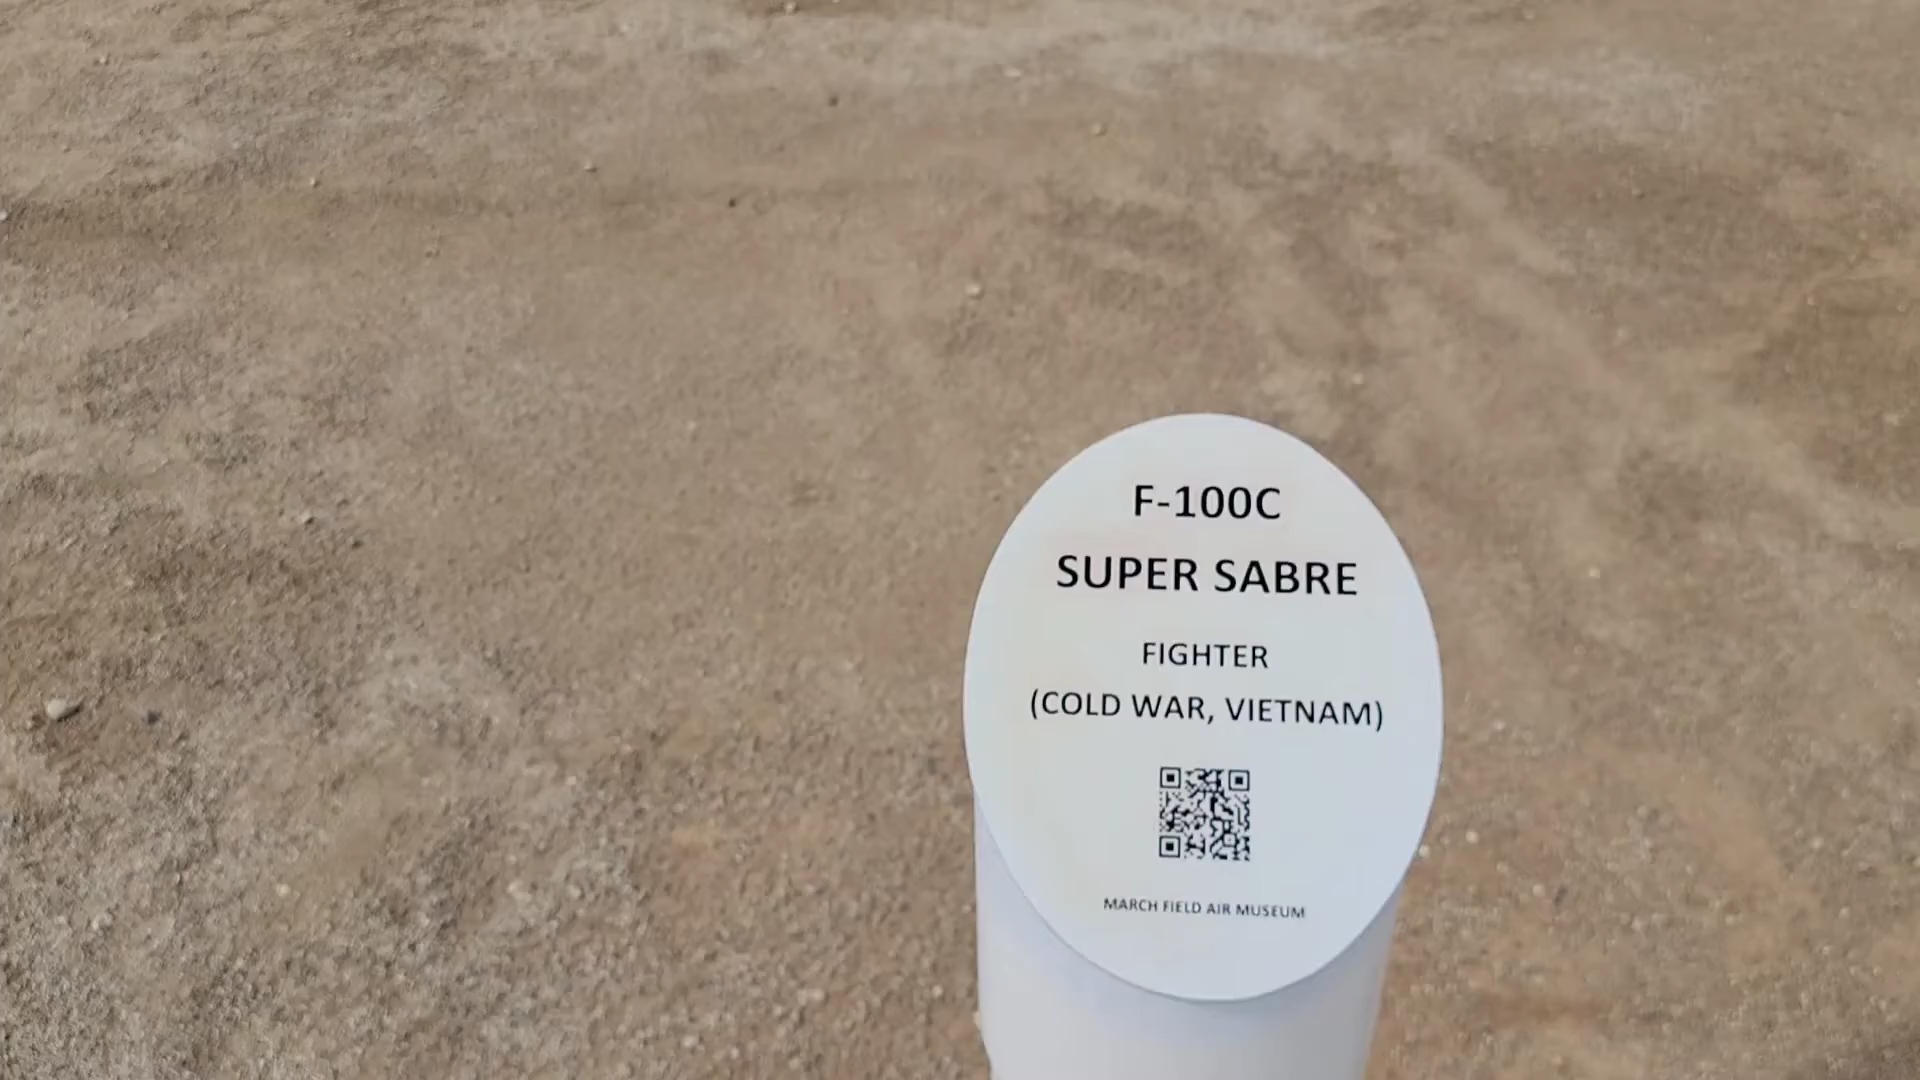 F-100C
SUPER SABRE
FIGHTER
(COLD WAR, VIETNAM)
MARCH FIELD AIR MUSEUM